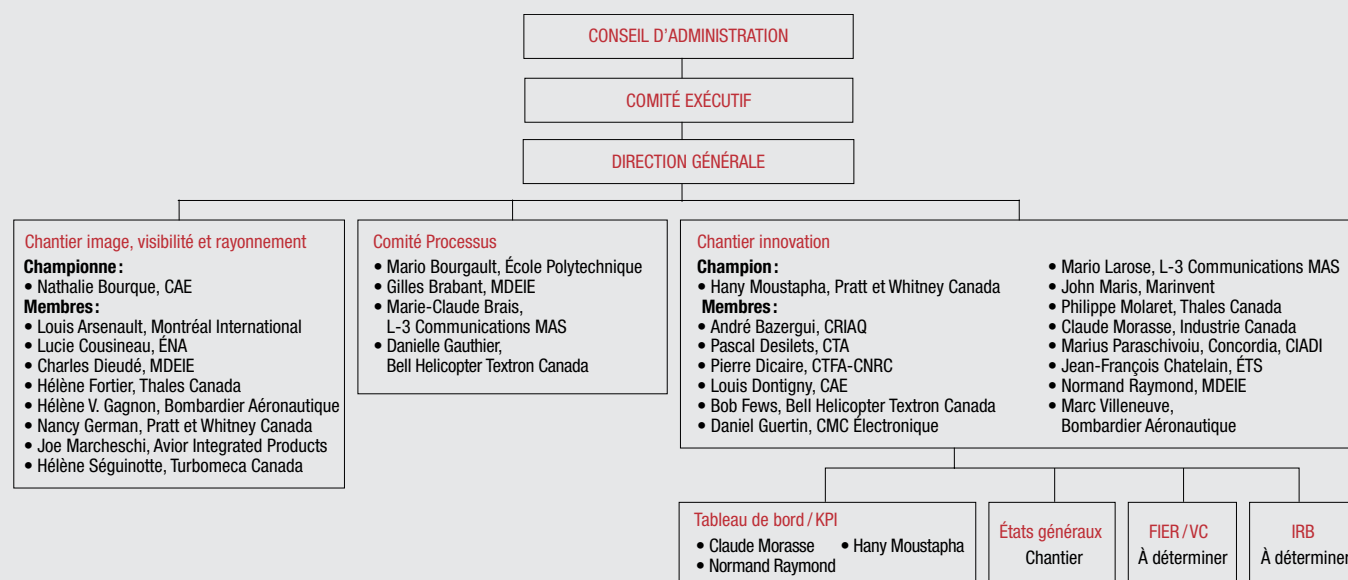 CONSEIL D'ADMINISTRATION
COMITÉ EXÉCUTIF
DIRECTION GÉNÉRALE
Chantier image, visibilité et rayonnement
Championne :
• Nathalie Bourque, CAE
Membres :
• Louis Arsenault, Montréal International
• Lucie Cousineau, ÉNA
• Charles Dieudé, MDEIE
• Hélène Fortier, Thales Canada
• Hélène V. Gagnon, Bombardier Aéronautique
• Nancy German, Pratt et Whitney Canada
• Joe Marcheschi, Avior Integrated Products
• Hélène Séguinotte, Turbomeca Canada
Comité Processus
• Mario Bourgault, École Polytechnique
• Gilles Brabant, MDEIE
• Marie-Claude Brais,
L-3 Communications MAS
• Danielle Gauthier,
Bell Helicopter Textron Canada
Chantier innovation
Champion :
• Hany Moustapha, Pratt et Whitney Canada
Membres :
• André Bazergui, CRIAQ
• Pascal Desilets, CTA
• Pierre Dicaire, CTFA-CNRC
• Louis Dontigny, CAE
• Bob Fews, Bell Helicopter Textron Canada
• Daniel Guertin, CMC Électronique
• Mario Larose, L-3 Communications MAS
• John Maris, Marinvent
• Philippe Molaret, Thales Canada
• Claude Morasse, Industrie Canada
• Marius Paraschivoiu, Concordia, CIADI
• Jean-François Chatelain, ÉTS
• Normand Raymond, MDEIE
• Marc Villeneuve,
Bombardier Aéronautique
Tableau de bord / KPI
• Claude Morasse • Hany Moustapha
• Normand Raymond
États généraux
Chantier
FIER / VC
À déterminer
IRB
À déterminer